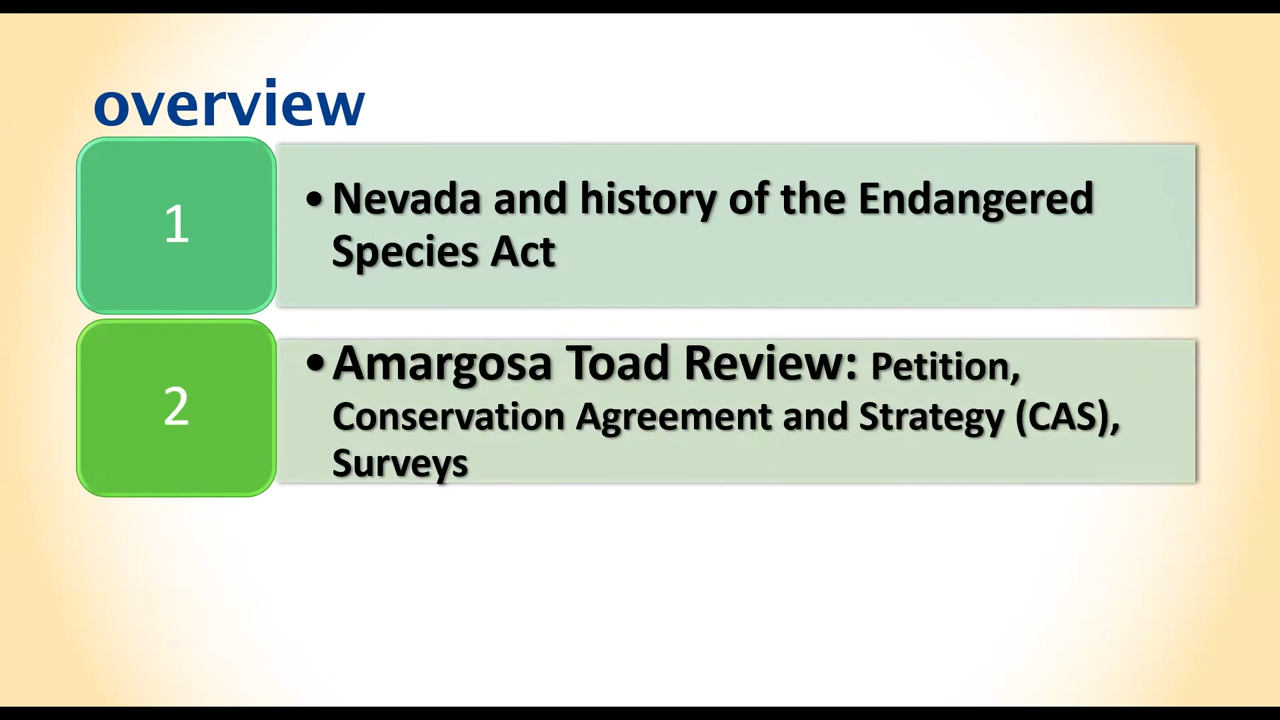 overview
1
• Nevada and history of the Endangered
Species Act
2
• Amargosa Toad Review: Petition,
Conservation Agreement and Strategy (CAS),
Surveys